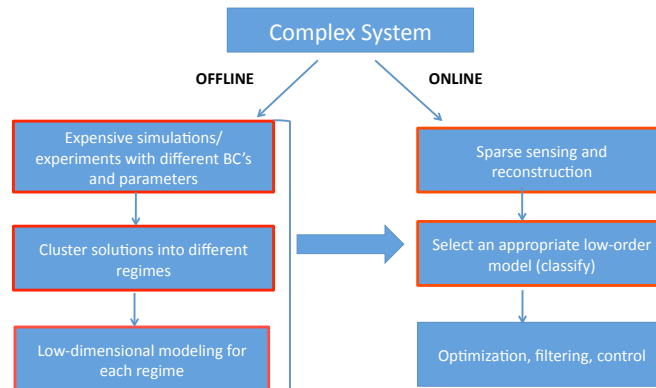 Complex System
OFFLINE
ONLINE
Expensive simulations/
experiments with different BC's
and parameters
Cluster solutions into different
regimes
Low-dimensional modeling for
each regime
Sparse sensing and
reconstruction
Select an appropriate low-order
model (classify)
Optimization, filtering, control